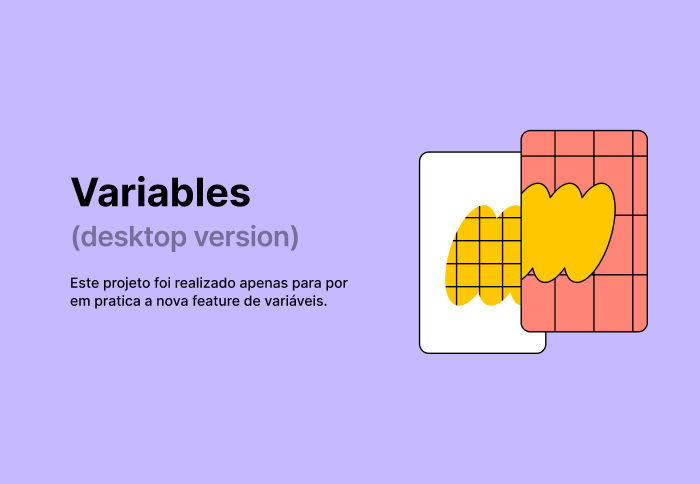 Variables
(desktop version)
Este projeto foi realizado apenas para por
em pratica a nova feature de variáveis.